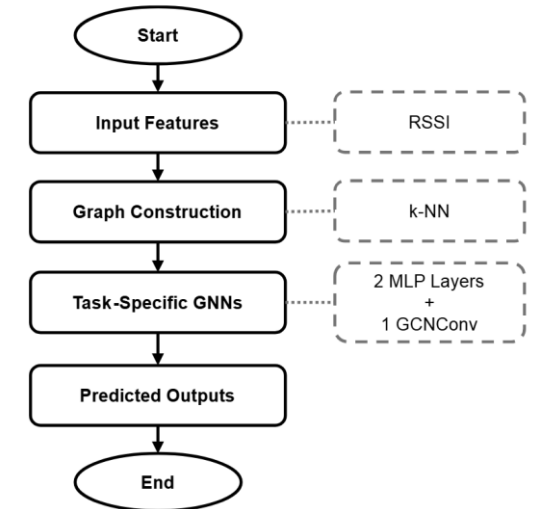 Start
Input Features
RSSI
Graph Construction
k-NN
Task-Specific GNNs
2 MLP Layers
+
1 GCNConv
Predicted Outputs
End